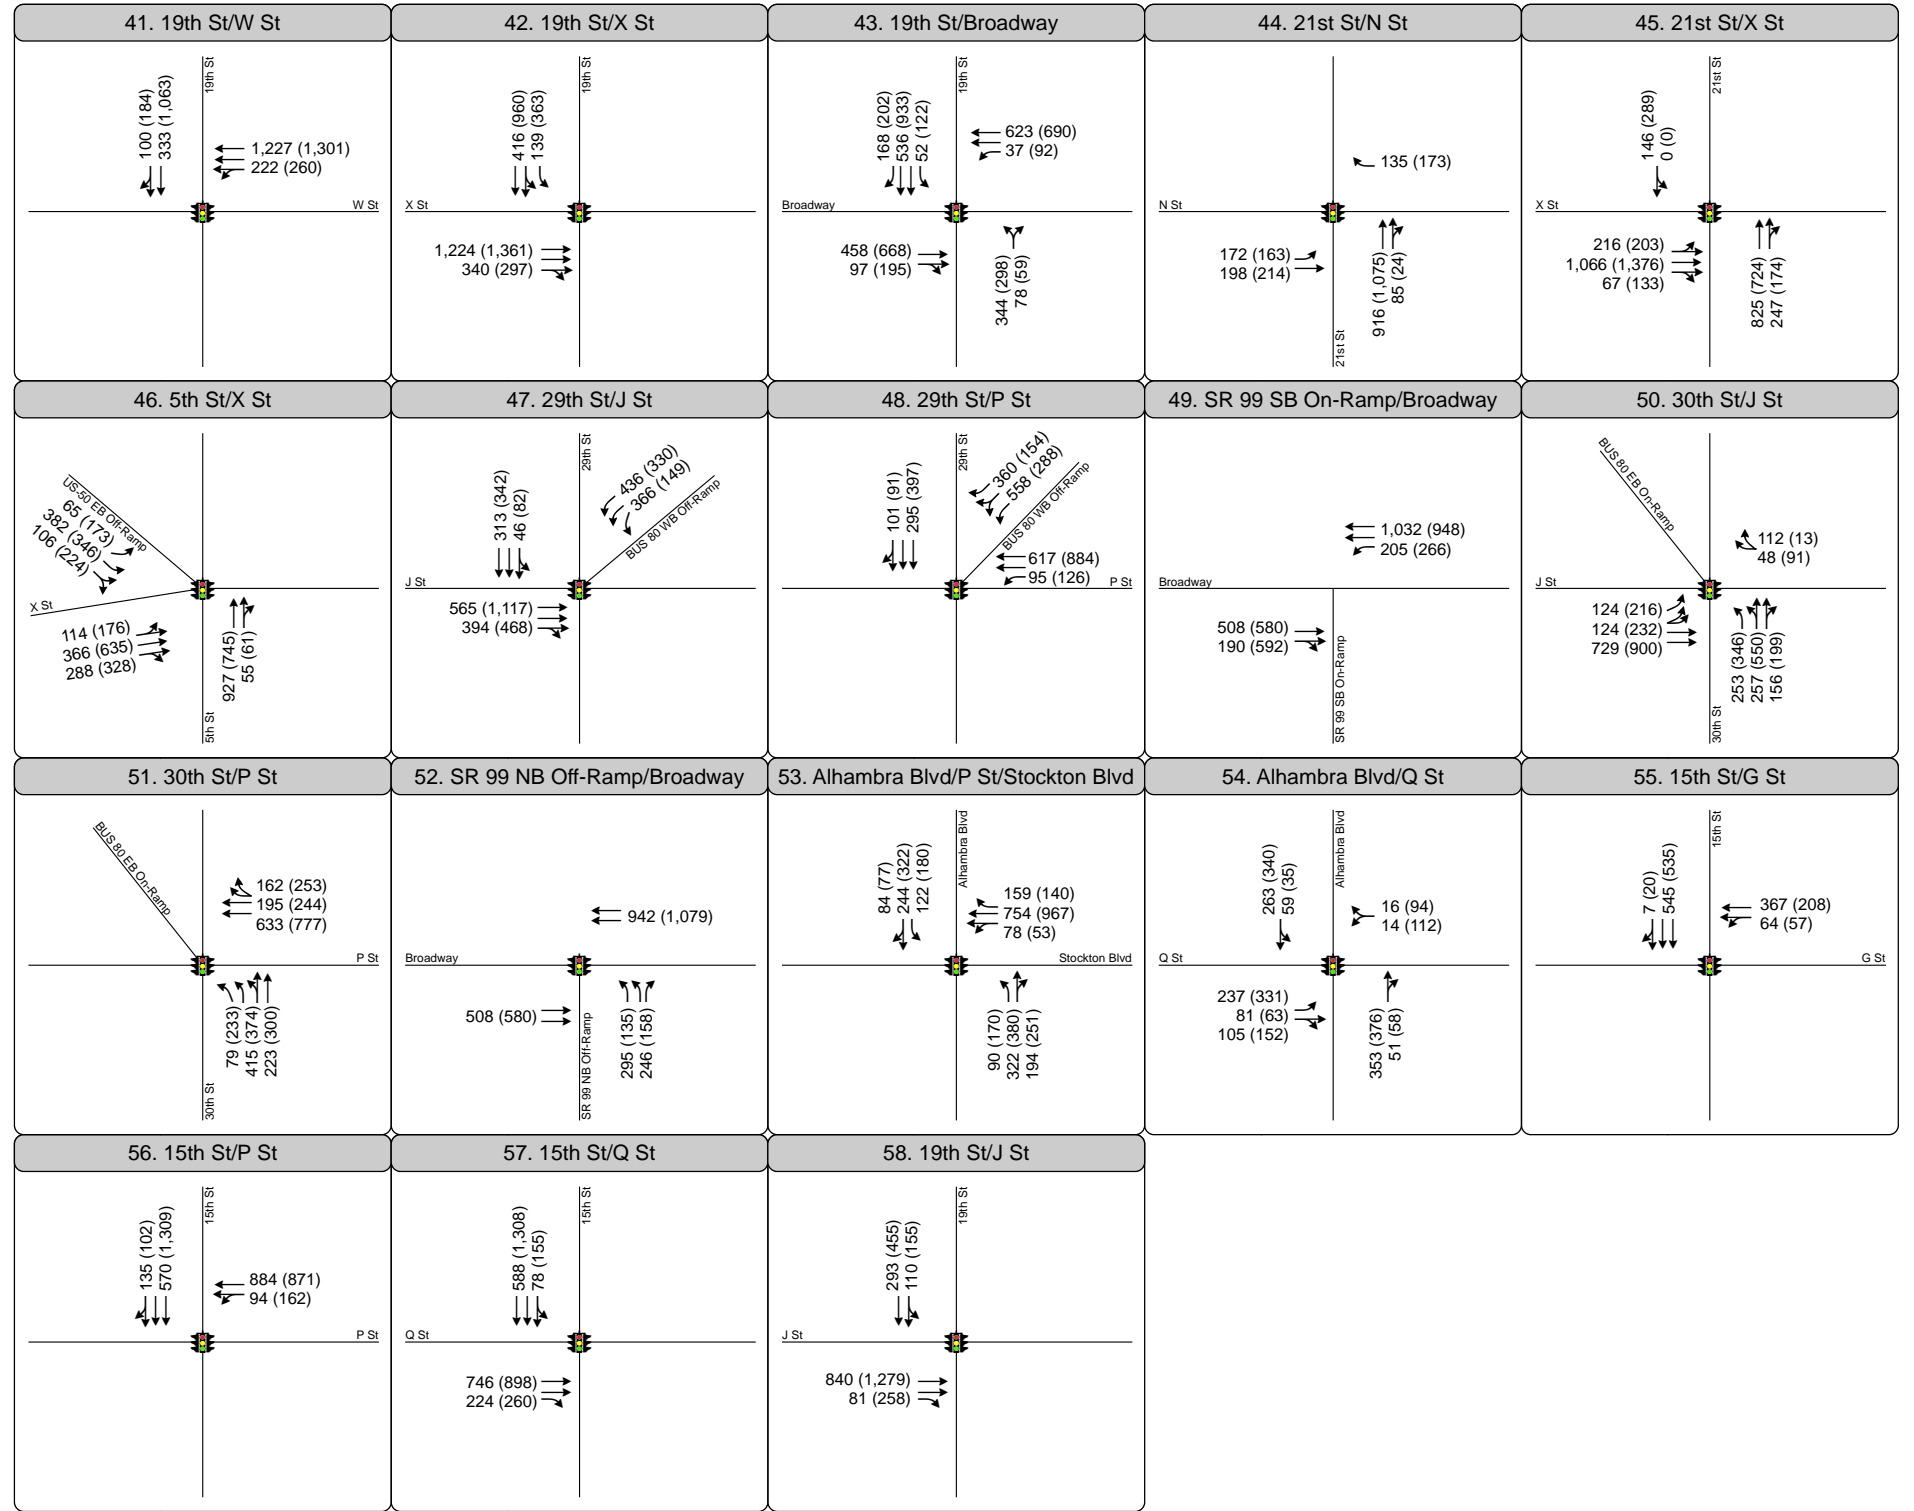 41. 19th St/W St
19th St
100 (184)
333 (1,063)
1,227 (1,301)
222 (260)
W St
42. 19th St/X St
19th St
416 (960)
139 (363)
X St
1,224 (1,361)
340 (297)
43. 19th St/Broadway
19th St
168 (202)
536 (933)
52 (122)
623 (690)
37 (92)
Broadway
458 (668)
97 (195)
344 (298)
78 (59)
44. 21st St/N St
135 (173)
N St
172 (163)
198 (214)
916 (1,075)
85 (24)
21st St
45. 21st St/X St
21st St
146 (289)
0 (0)
X St
216 (203)
1,066 (1,376)
67 (133)
825 (724)
247 (174)
46. 5th St/X St
US-50 EB Off-Ramp
65 (173)
382 (346)
106 (224)
X St
114 (176)
366 (635)
288 (328)
927 (745)
55 (61)
5th St
47. 29th St/J St
29th St
313 (342)
46 (82)
436 (330)
366 (149)
BUS 80 WB Off-Ramp
J St
565 (1,117)
394 (468)
48. 29th St/P St
29th St
101 (91)
295 (397)
360 (154)
558 (288)
BUS 80 WB Off-Ramp
617 (884)
95 (126)
P St
49. SR 99 SB On-Ramp/Broadway
1,032 (948)
205 (266)
Broadway
508 (580)
190 (592)
SR 99 SB On-Ramp
50. 30th St/J St
BUS 80 EB On-Ramp
112 (13)
48 (91)
J St
124 (216)
124 (232)
729 (900)
253 (346)
257 (550)
156 (199)
30th St
51. 30th St/P St
BUS 80 EB On-Ramp
162 (253)
195 (244)
633 (777)
P St
79 (233)
415 (374)
223 (300)
30th St
52. SR 99 NB Off-Ramp/Broadway
942 (1,079)
Broadway
508 (580)
295 (135)
246 (158)
SR 99 NB Off-Ramp
53. Alhambra Blvd/P St/Stockton Blvd
Alhambra Blvd
84 (77)
244 (322)
122 (180)
159 (140)
754 (967)
78 (53)
Stockton Blvd
90 (170)
322 (380)
194 (251)
54. Alhambra Blvd/Q St
Alhambra Blvd
263 (340)
59 (35)
16 (94)
14 (112)
Q St
237 (331)
81 (63)
105 (152)
353 (376)
51 (58)
55. 15th St/G St
15th St
7 (20)
545 (535)
367 (208)
64 (57)
G St
56. 15th St/P St
15th St
135 (102)
570 (1,309)
884 (871)
94 (162)
P St
57. 15th St/Q St
15th St
588 (1,308)
78 (155)
Q St
746 (898)
224 (260)
58. 19th St/J St
19th St
293 (455)
110 (155)
J St
840 (1,279)
81 (258)